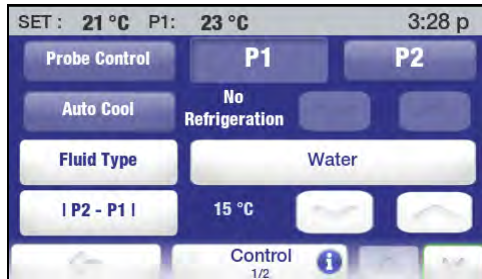 SET : 21 °C P1: 23 °C 3:28 p
Probe Control P1 P2
Auto Cool No Refrigeration
Fluid Type Water
| P2 - P1 | 15 °C
Control
1/2